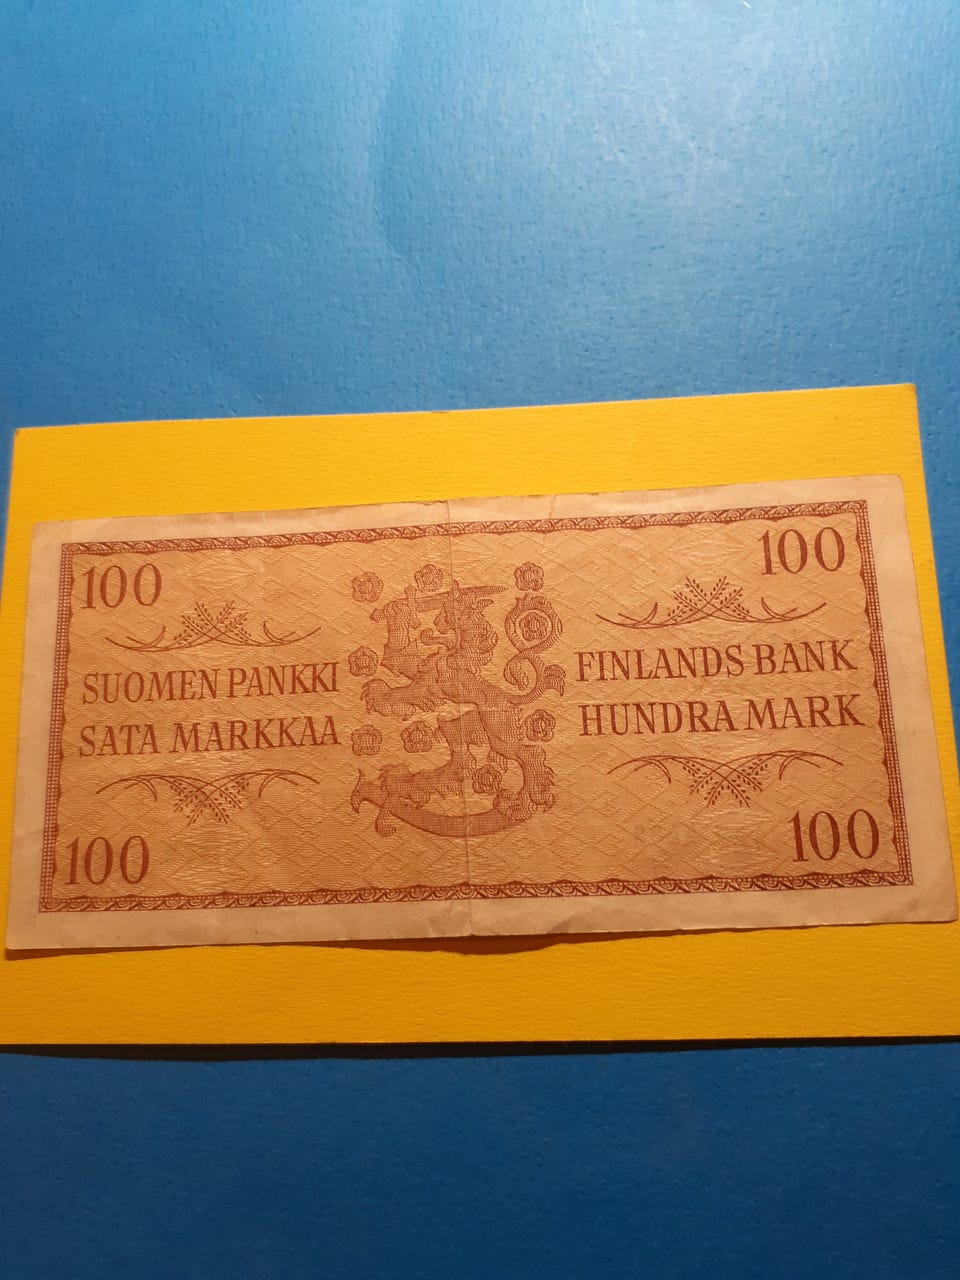 100
100
SUOMEN PANKKI
SATA MARKKAA
FINLANDS BANK
HUNDRA MARK
100
100